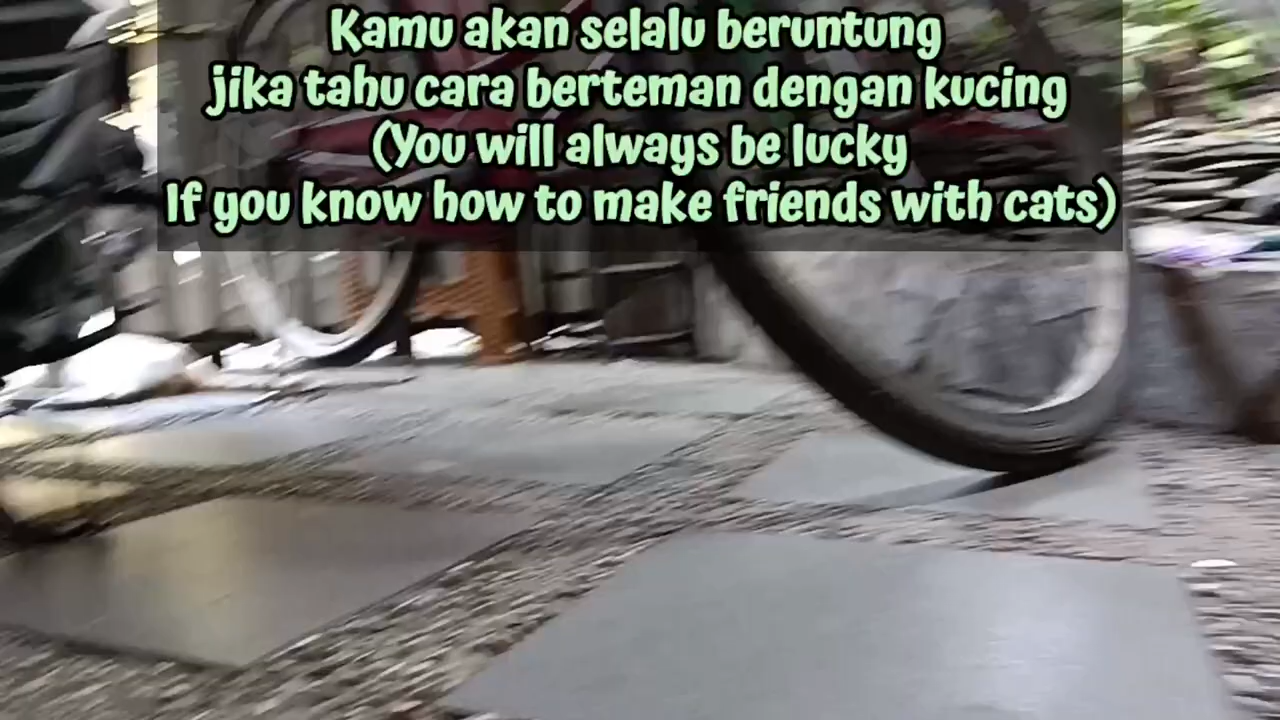 Kamu akan selalu beruntung
jika tahu cara berteman dengan kucing
(You will always be lucky
If you know how to make friends with cats)